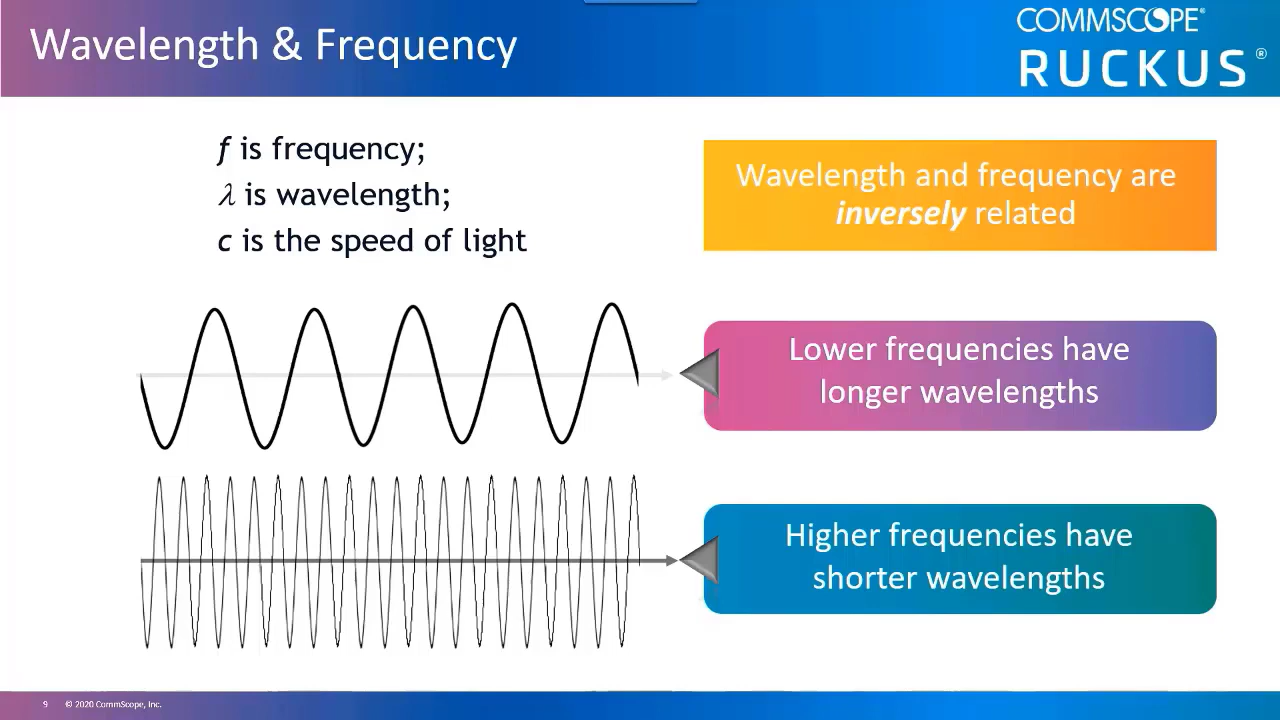 Wavelength & Frequency
COMMSCOPE®
RUCKUS®
f is frequency;
λ is wavelength;
c is the speed of light
Wavelength and frequency are
inversely related
Lower frequencies have
longer wavelengths
Higher frequencies have
shorter wavelengths
9 © 2020 CommScope, Inc.